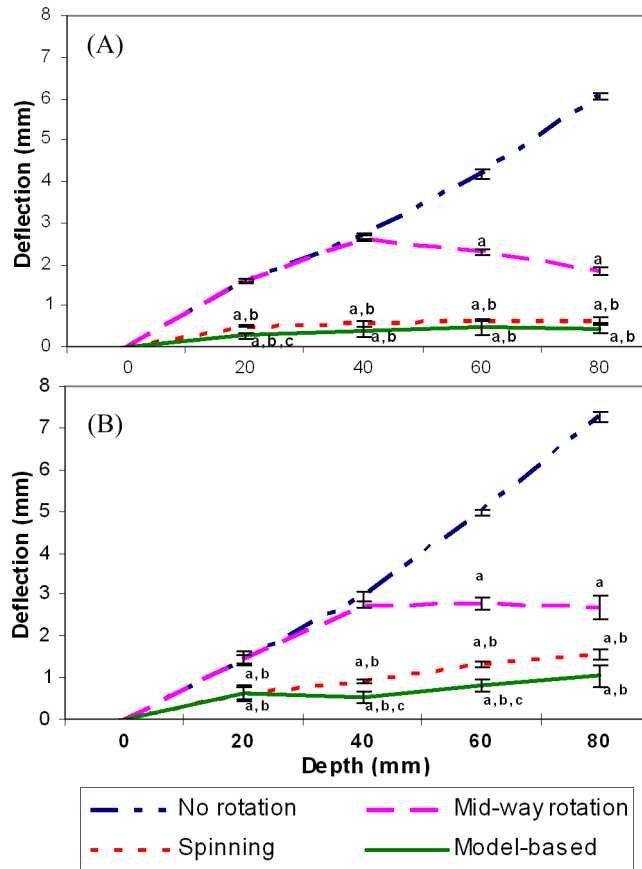 (A)
Deflection (mm)
8
7
6
5
4
3
2
1
0
a
a
a,b
a,b
a,b
a,b
a,b,c
a,b
a,b
a,b
0 20 40 60 80
(B)
Deflection (mm)
8
7
6
5
4
3
2
1
0
a
a
a,b
a,b
a,b
a,b
a,b
a,b,c
a,b,c
a,b
0 20 40 60 80
Depth (mm)
No rotation Mid-way rotation
Spinning Model-based